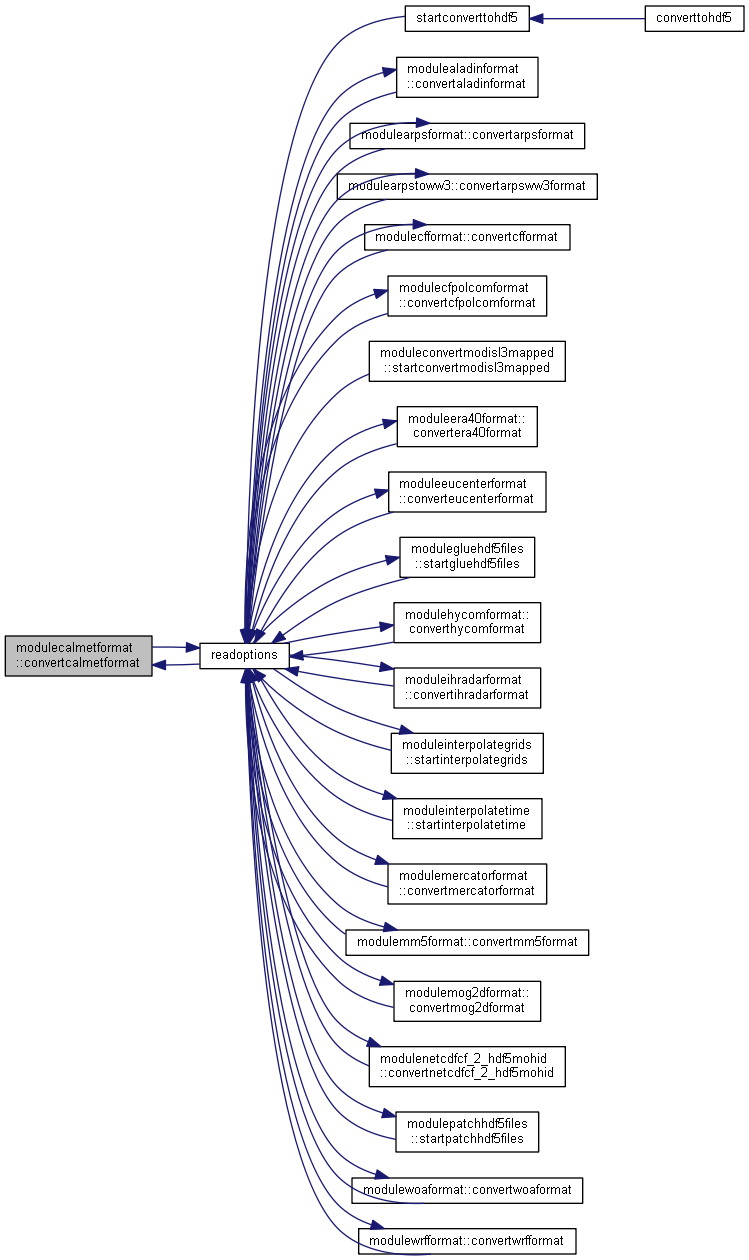 startconverttohdf5
converttohdf5
modulealadinformat
::convertaladinformat
modulearpsformat::convertarpsformat
modulearpstoww3::convertarpsww3format
modulecfformat::convertcfformat
modulecfpolcomformat
::convertcfpolcomformat
moduleconvertmodisl3mapped
::startconvertmodisl3mapped
moduleera40format::
convertera40format
moduleeucenterformat
::converteucenterformat
modulegluehdf5files
::startgluehdf5files
modulehycomformat::
converthycomformat
modulecalmetformat
::convertcalmetformat
readoptions
moduleihradarformat
::convertihradarformat
moduleinterpolategrids
::startinterpolategrids
moduleinterpolatetime
::startinterpolatetime
modulemercatorformat
::convertmercatorformat
modulemm5format::convertmm5format
modulemog2dformat::
convertmog2dformat
modulenetcdfcf_2_hdf5mohid
::convertnetcdfcf_2_hdf5mohid
modulepatchhdf5files
::startpatchhdf5files
modulewoaformat::convertwoaformat
modulewrfformat::convertwrfformat